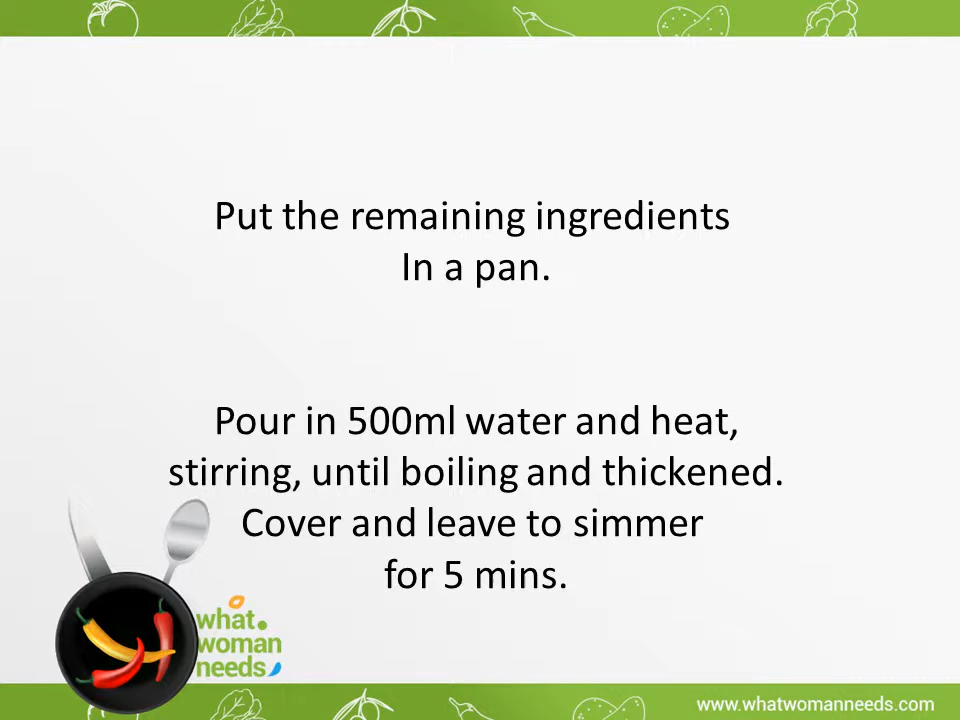 Put the remaining ingredients
In a pan.
Pour in 500ml water and heat,
stirring, until boiling and thickened.
Cover and leave to simmer
for 5 mins.
what.
woman
needs
www.whatwomanneeds.com